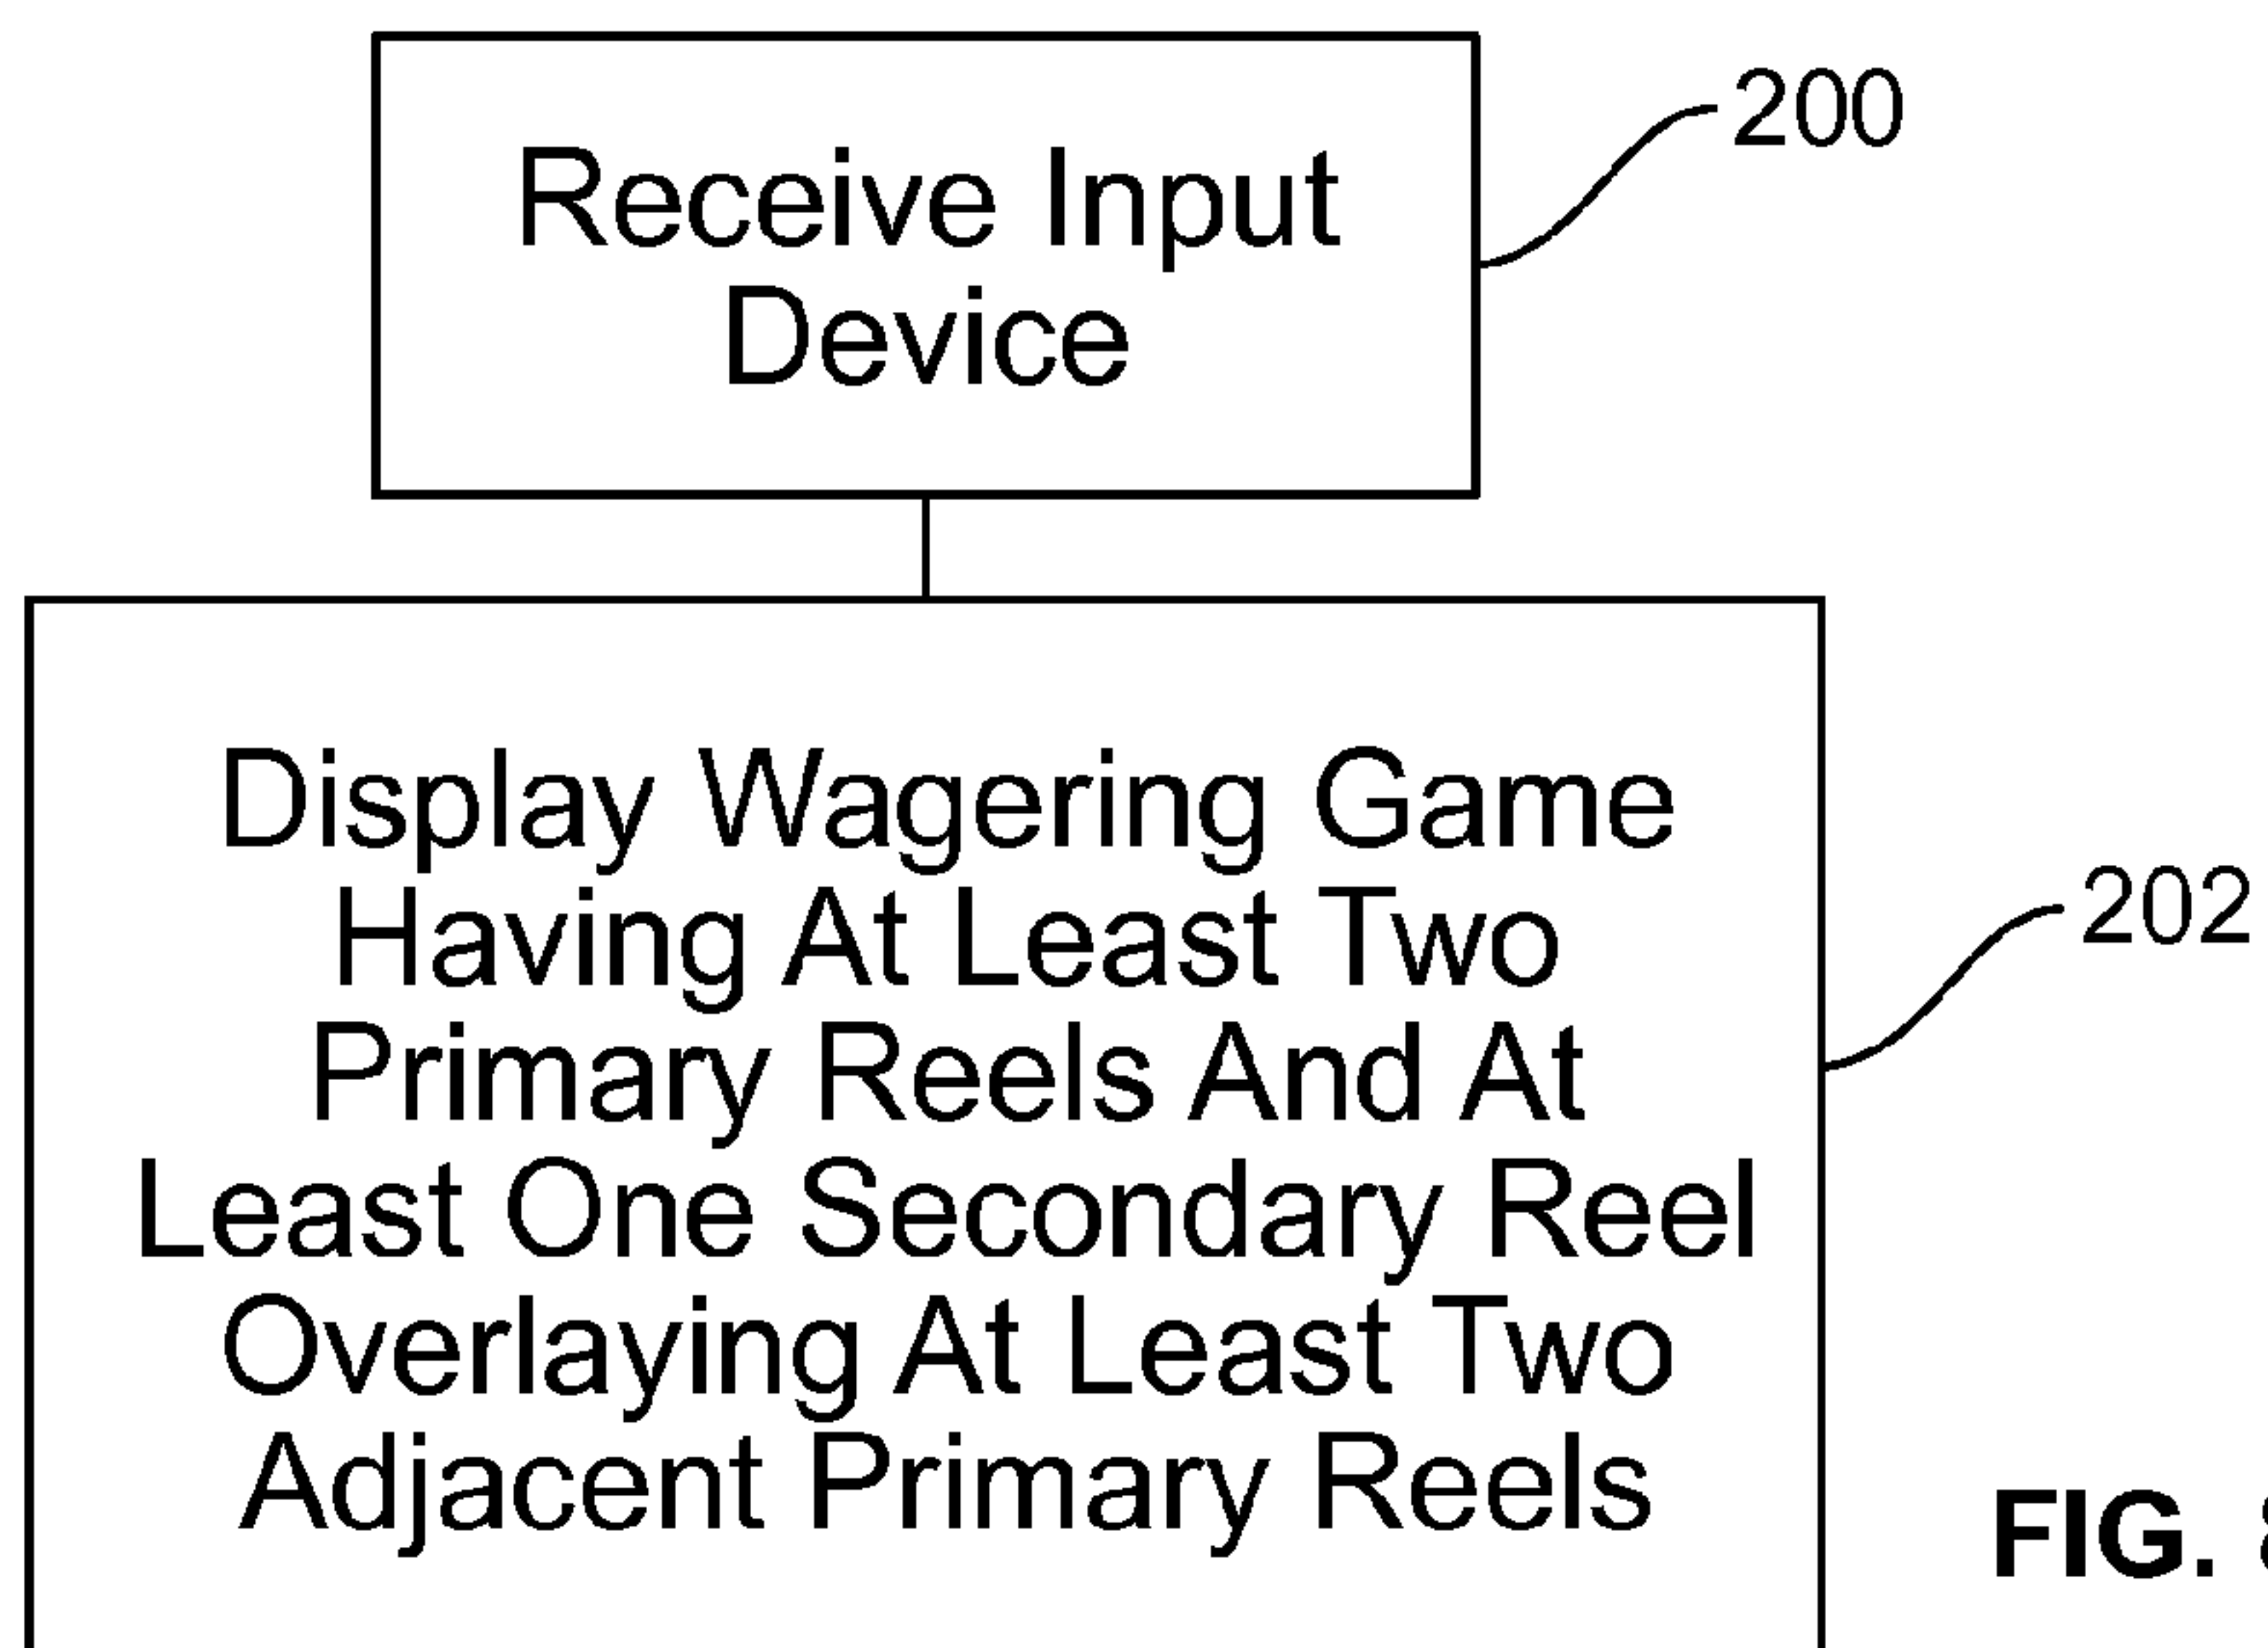 Receive Input
Device
200
Display Wagering Game
Having At Least Two
Primary Reels And At
Least One Secondary Reel
Overlaying At Least Two
Adjacent Primary Reels
202
FIG.